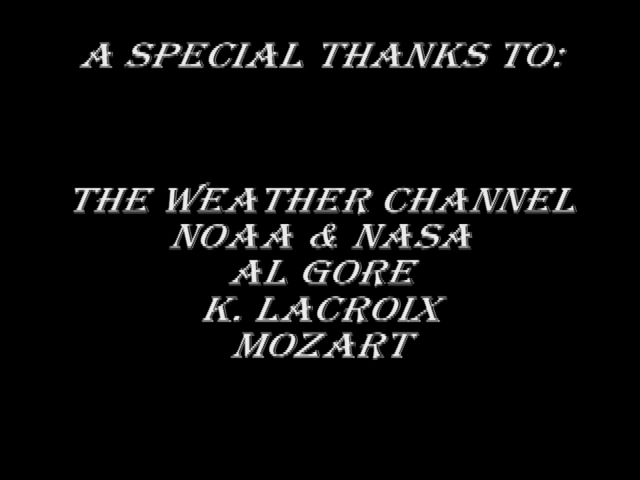 A SPECIAL THANKS TO:
THE WEATHER CHANNEL
NOAA & NASA
AL GORE
K. LACROIX
MOZART